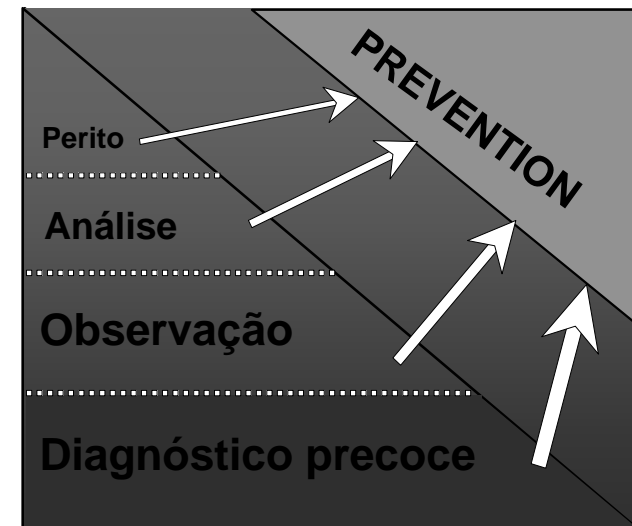 PREVENTION
Perito
Análise
Observação
Diagnóstico precoce